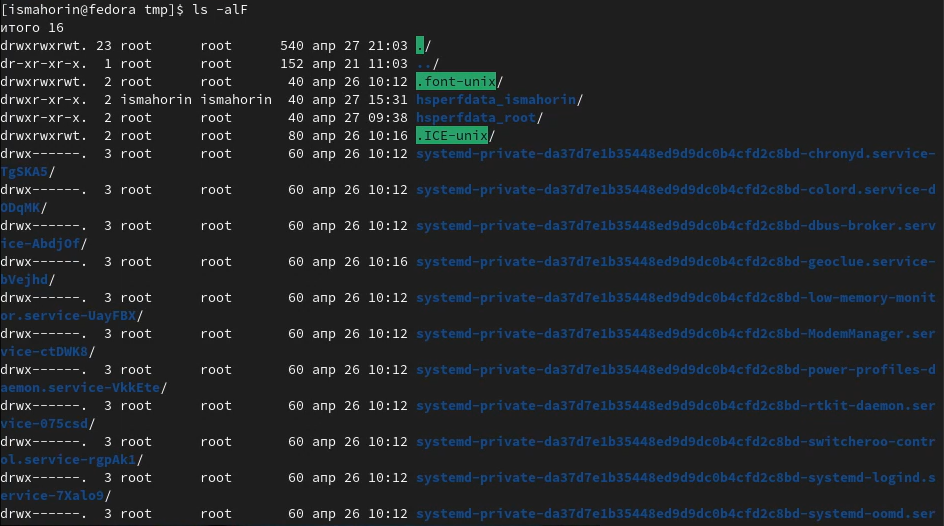 [ismahorin@fedora tmp]$ ls -alF
итого 16
drwxrwxrwt. 23 root      root      540 апр 27 21:03 ./
dr-xr-xr-x.  1 root      root      152 апр 21 11:03 ../
drwxrwxrwt.  2 root      root       40 апр 26 10:12 .font-unix/
drwxr-xr-x.  2 ismahorin ismahorin  40 апр 27 15:31 hsperfdata_ismahorin/
drwxr-xr-x.  2 root      root       40 апр 27 09:38 hsperfdata_root/
drwxrwxrwt.  2 root      root       80 апр 26 10:16 .ICE-unix/
drwx------.  3 root      root       60 апр 26 10:12 systemd-private-da37d7e1b35448ed9d9dc0b4cfd2c8bd-chronyd.service-
TgSKA5/
drwx------.  3 root      root       60 апр 26 10:12 systemd-private-da37d7e1b35448ed9d9dc0b4cfd2c8bd-colord.service-d
ODqMK/
drwx------.  3 root      root       60 апр 26 10:12 systemd-private-da37d7e1b35448ed9d9dc0b4cfd2c8bd-dbus-broker.serv
ice-AbdjOf/
drwx------.  3 root      root       60 апр 26 10:16 systemd-private-da37d7e1b35448ed9d9dc0b4cfd2c8bd-geoclue.service-
bVejhd/
drwx------.  3 root      root       60 апр 26 10:12 systemd-private-da37d7e1b35448ed9d9dc0b4cfd2c8bd-low-memory-monit
or.service-UayFBX/
drwx------.  3 root      root       60 апр 26 10:12 systemd-private-da37d7e1b35448ed9d9dc0b4cfd2c8bd-ModemManager.ser
vice-ctDWK8/
drwx------.  3 root      root       60 апр 26 10:12 systemd-private-da37d7e1b35448ed9d9dc0b4cfd2c8bd-power-profiles-d
aemon.service-VkkEte/
drwx------.  3 root      root       60 апр 26 10:12 systemd-private-da37d7e1b35448ed9d9dc0b4cfd2c8bd-rtkit-daemon.ser
vice-075csd/
drwx------.  3 root      root       60 апр 26 10:12 systemd-private-da37d7e1b35448ed9d9dc0b4cfd2c8bd-switcheroo-contr
ol.service-rgpAk1/
drwx------.  3 root      root       60 апр 26 10:12 systemd-private-da37d7e1b35448ed9d9dc0b4cfd2c8bd-systemd-logind.s
ervice-7Xalo9/
drwx------.  3 root      root       60 апр 26 10:12 systemd-private-da37d7e1b35448ed9d9dc0b4cfd2c8bd-systemd-oomd.ser